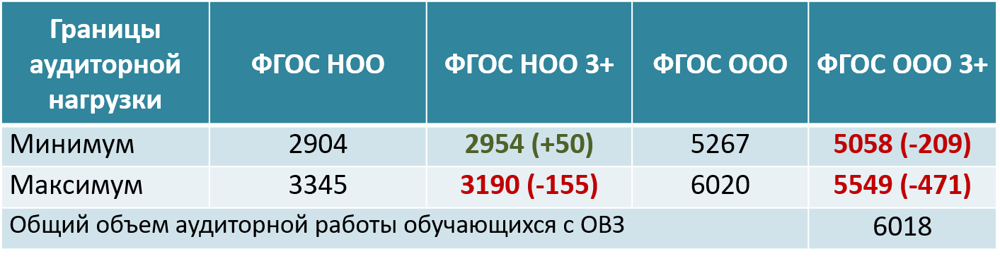 Границы аудиторной нагрузки ФГОС НОО ФГОС НОО 3+ ФГОС ООО ФГОС ООО 3+
Минимум 2904 2954 (+50) 5267 5058 (-209)
Максимум 3345 3190 (-155) 6020 5549 (-471)
Общий объем аудиторной работы обучающихся с ОВЗ 6018